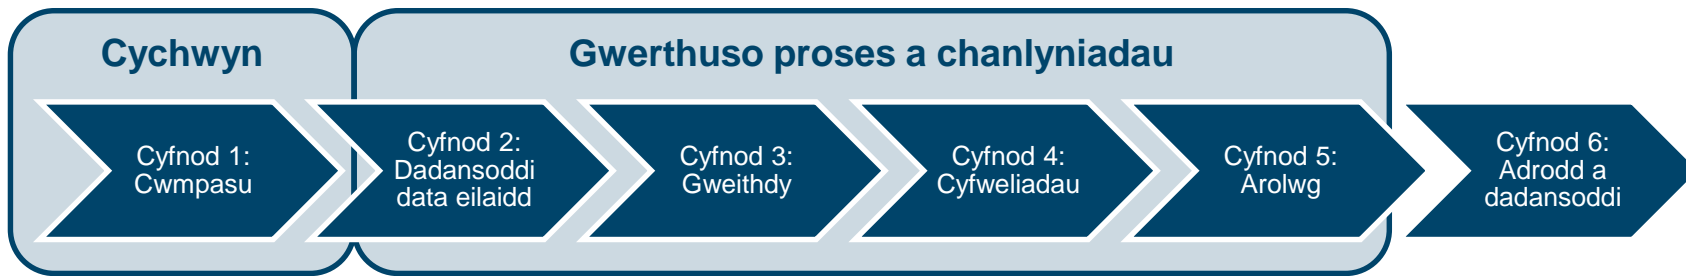 Cychwyn
Gwerthuso proses a chanlyniadau
Cyfnod 1:
Cwmpasu
Cyfnod 2:
Dadansoddi
data eilaidd
Cyfnod 3:
Gweithdy
Cyfnod 4:
Cyfweliadau
Cyfnod 5:
Arolwg
Cyfnod 6:
Adrodd a
dadansoddi